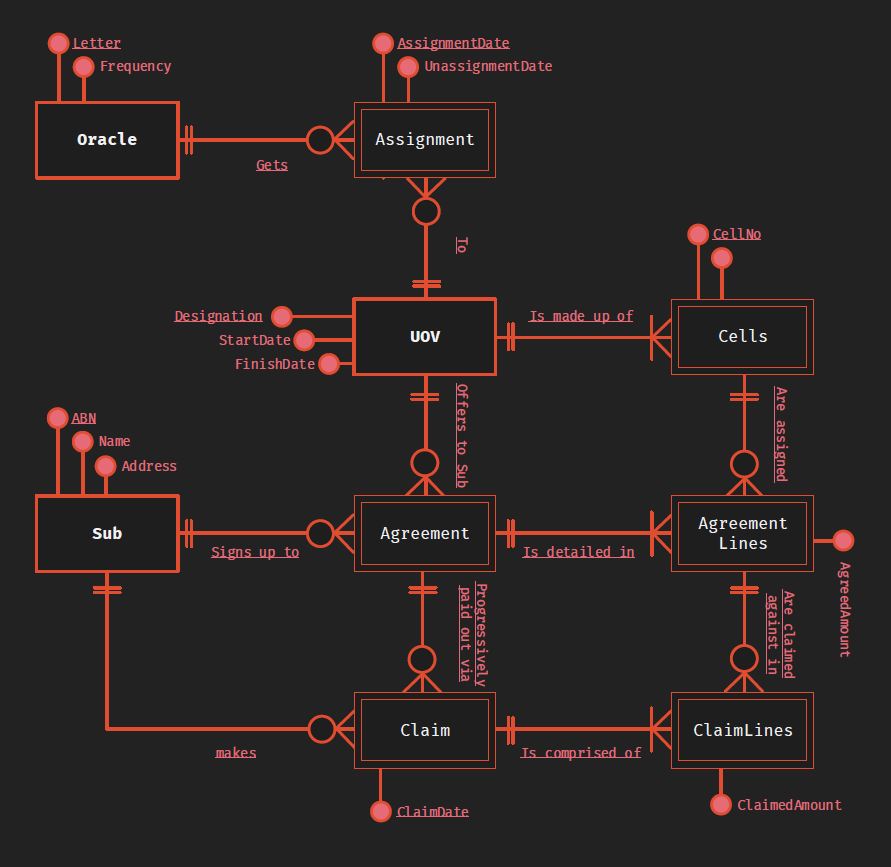 Letter
AssignmentDate
Frequency
UnassignmentDate
Oracle
Assignment
Gets
To
CellNo
Designation
Is made up of
StartDate
UOV
Cells
FinishDate
Offers to Sub
Are assigned
ABN
Name
Address
Sub
Agreement
Agreement
Lines
Signs up to
Is detailed in
AgreedAmount
Progressively
paid out via
Are claimed
against in
Claim
ClaimLines
makes
Is comprised of
ClaimDate
ClaimedAmount